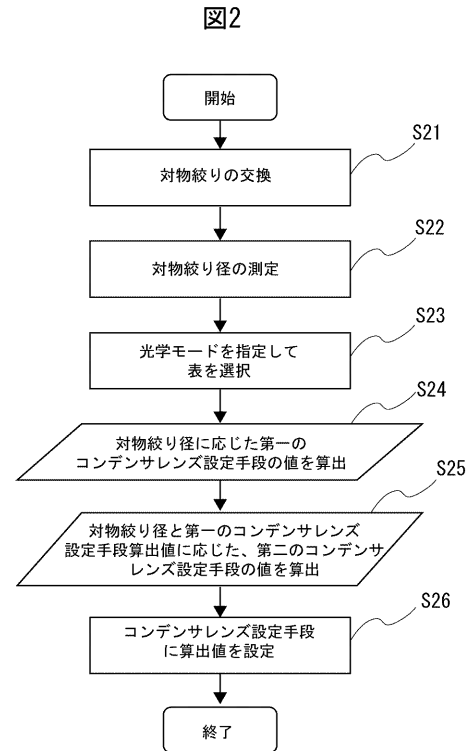 図2
開始
S21
対物絞りの交換
S22
対物絞り径の測定
S23
光学モードを指定して
表を選択
S24
対物絞り径に応じた第一の
コンデンサレンズ設定手段の値を算出
S25
対物絞り径と第一のコンデンサレンズ
設定手段算出値に応じた、第二のコンデンサ
レンズ設定手段の値を算出
S26
コンデンサレンズ設定手段
に算出値を設定
終了